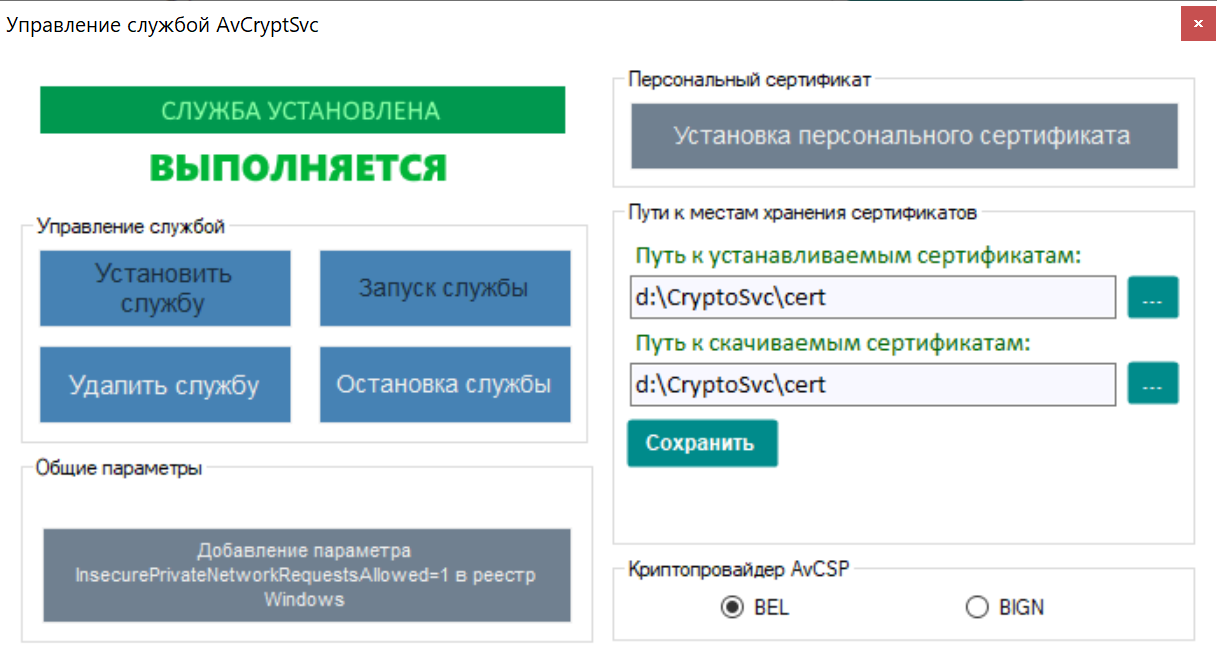 Управление службой AvCryptSvc
СЛУЖБА УСТАНОВЛЕНА
ВЫПОЛНЯЕТСЯ
Управление службой
Установить
службу
Запуск службы
Удалить службу
Остановка службы
Общие параметры
Добавление параметра
InsecurePrivateNetworkRequestsAllowed=1 в реестр
Windows
Персональный сертификат
Установка персонального сертификата
Пути к местам хранения сертификатов
Путь к устанавливаемым сертификатам:
d:\CryptoSvc\cert
...
Путь к скачиваемым сертификатам:
d:\CryptoSvc\cert
...
Сохранить
Криптопровайдер AvCSP
BEL
BIGN